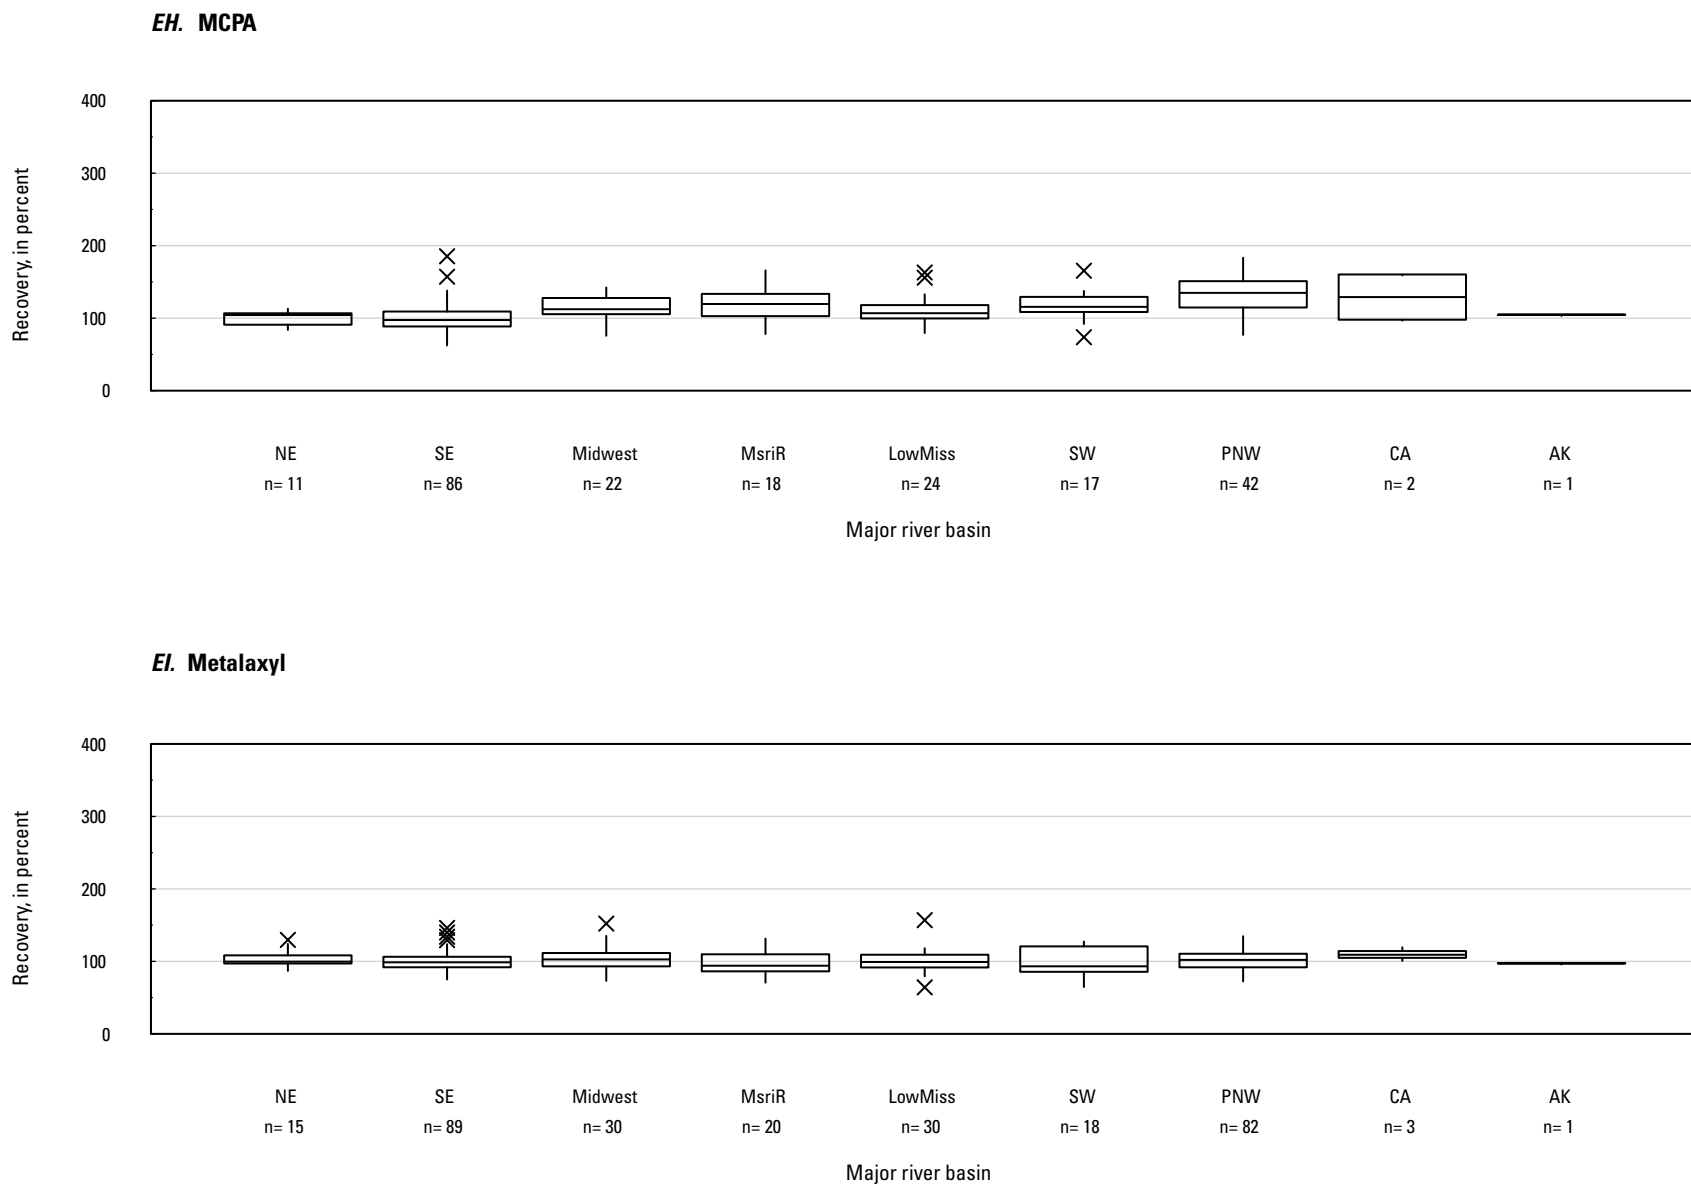 EH. MCPA
400
300
200
100
0
Recovery, in percent
NE SE Midwest MsriR LowMiss SW PNW CA AK
n= 11 n= 86 n= 22 n= 18 n= 24 n= 17 n= 42 n= 2 n= 1
Major river basin
EI. Metalaxyl
400
300
200
100
0
Recovery, in percent
NE SE Midwest MsriR LowMiss SW PNW CA AK
n= 15 n= 89 n= 30 n= 20 n= 30 n= 18 n= 82 n= 3 n= 1
Major river basin